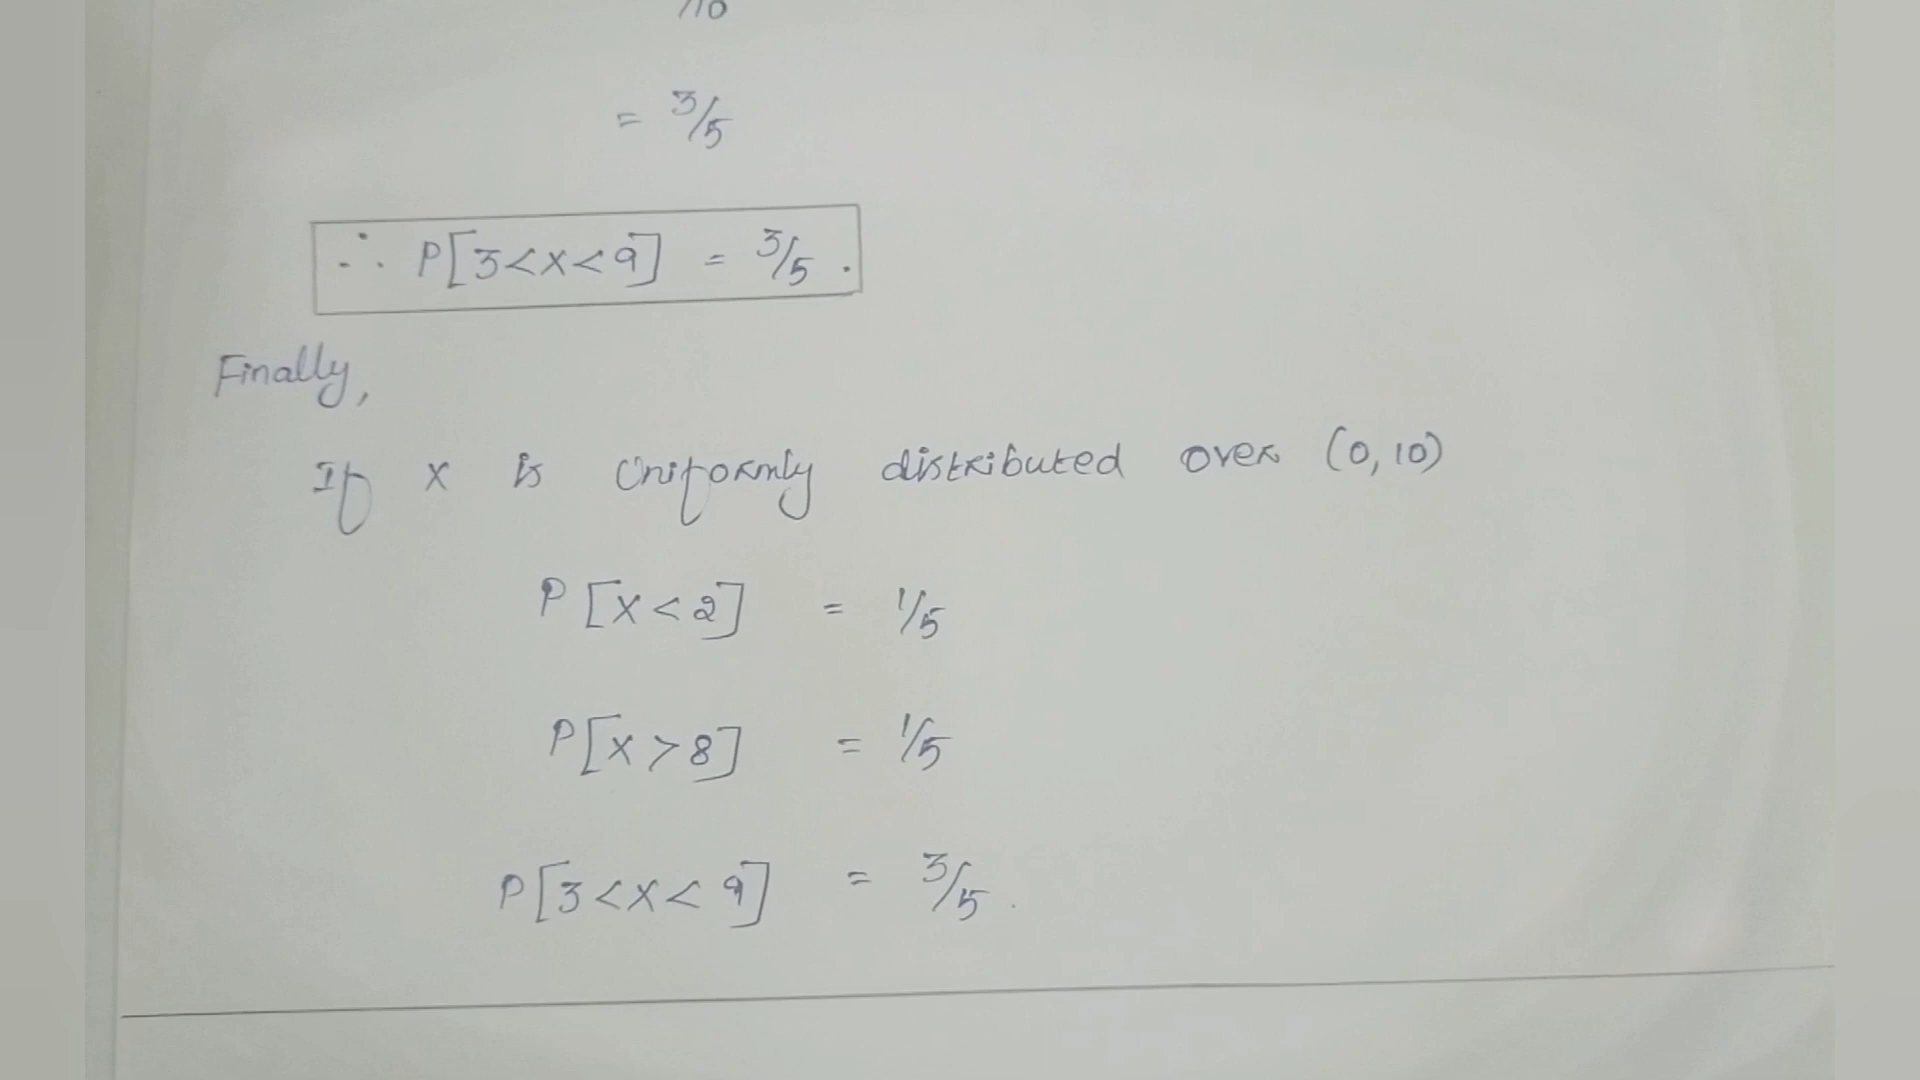 /10
= 3/5
∴ P[3<x<9] = 3/5.
Finally,
If x is Uniformly distributed over (0,10)
P[x<2] = 1/5
P[x>8] = 1/5
P[3<x<9] = 3/5.